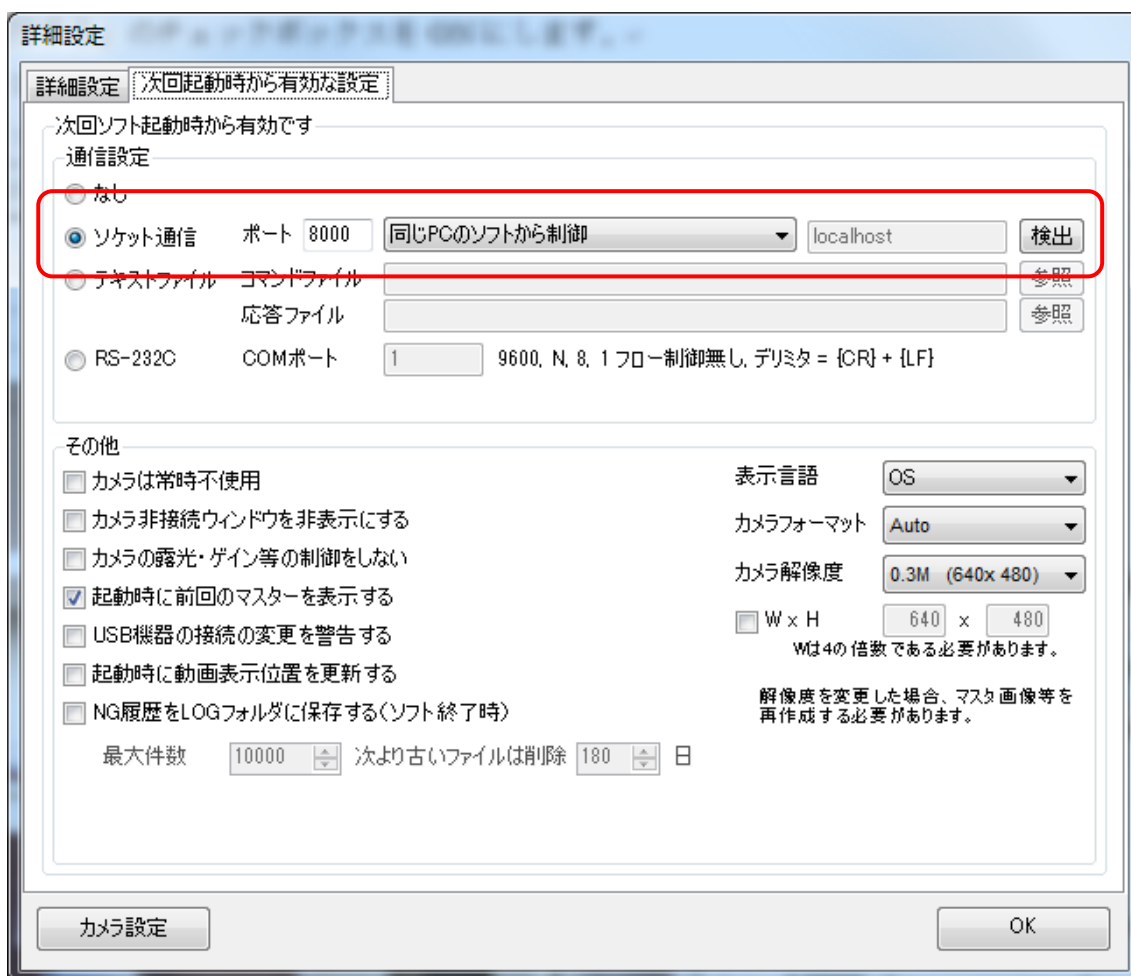 詳細設定
詳細設定 次回起動時から有効な設定
次回ソフト起動時から有効です
通信設定
なし
ソケット通信 ポート 8000 同じPCのソフトから制御 localhost 検出
テキストファイル コマンドファイル 参照
応答ファイル 参照
RS-232C COMポート 1 9600, N, 8, 1 フロー制御無し, デリミタ = {CR} + {LF}
その他
カメラは常時不使用 表示言語 OS
カメラ非接続ウィンドウを非表示にする カメラフォーマット Auto
カメラの露光・ゲイン等の制御をしない カメラ解像度 0.3M (640x 480)
起動時に前回のマスターを表示する
USB機器の接続の変更を警告する W x H 640 x 480
Wは4の倍数である必要があります。
起動時に動画表示位置を更新する
NG履歴をLOGフォルダに保存する(ソフト終了時) 解像度を変更した場合、マスタ画像等を
再作成する必要があります。
最大件数 10000 次より古いファイルは削除 180 日
カメラ設定 OK